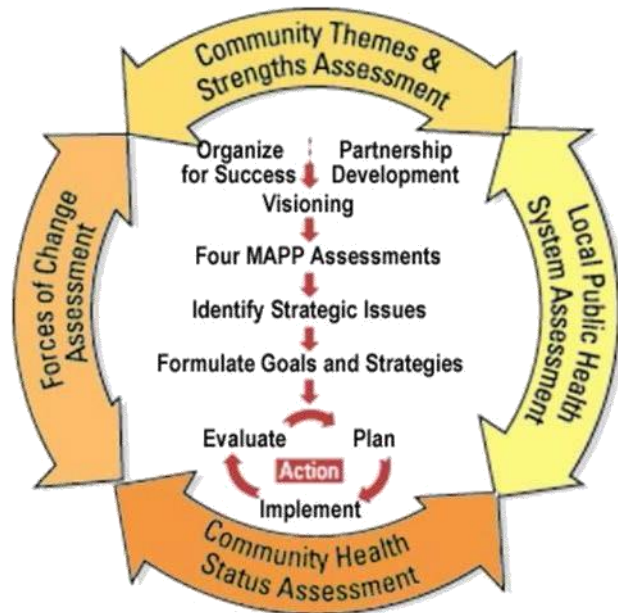 Community Themes &
Strengths Assessment
Organize
for Success
Partnership
Development
Visioning
Four MAPP Assessments
Identify Strategic Issues
Formulate Goals and Strategies
Evaluate
Plan
Action
Implement
Forces of Change
Assessment
Local Public Health
System Assessment
Community Health
Status Assessment